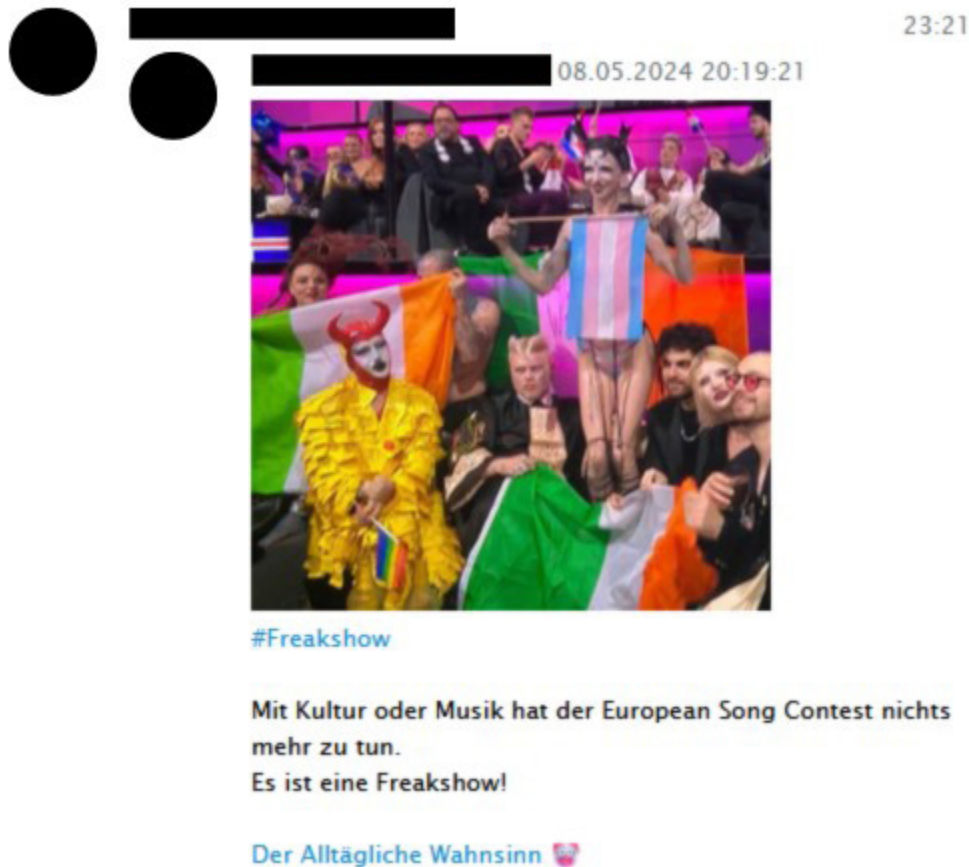 23:21
08.05.2024 20:19:21
#Freakshow
Mit Kultur oder Musik hat der European Song Contest nichts
mehr zu tun.
Es ist eine Freakshow!
Der Alltägliche Wahnsinn